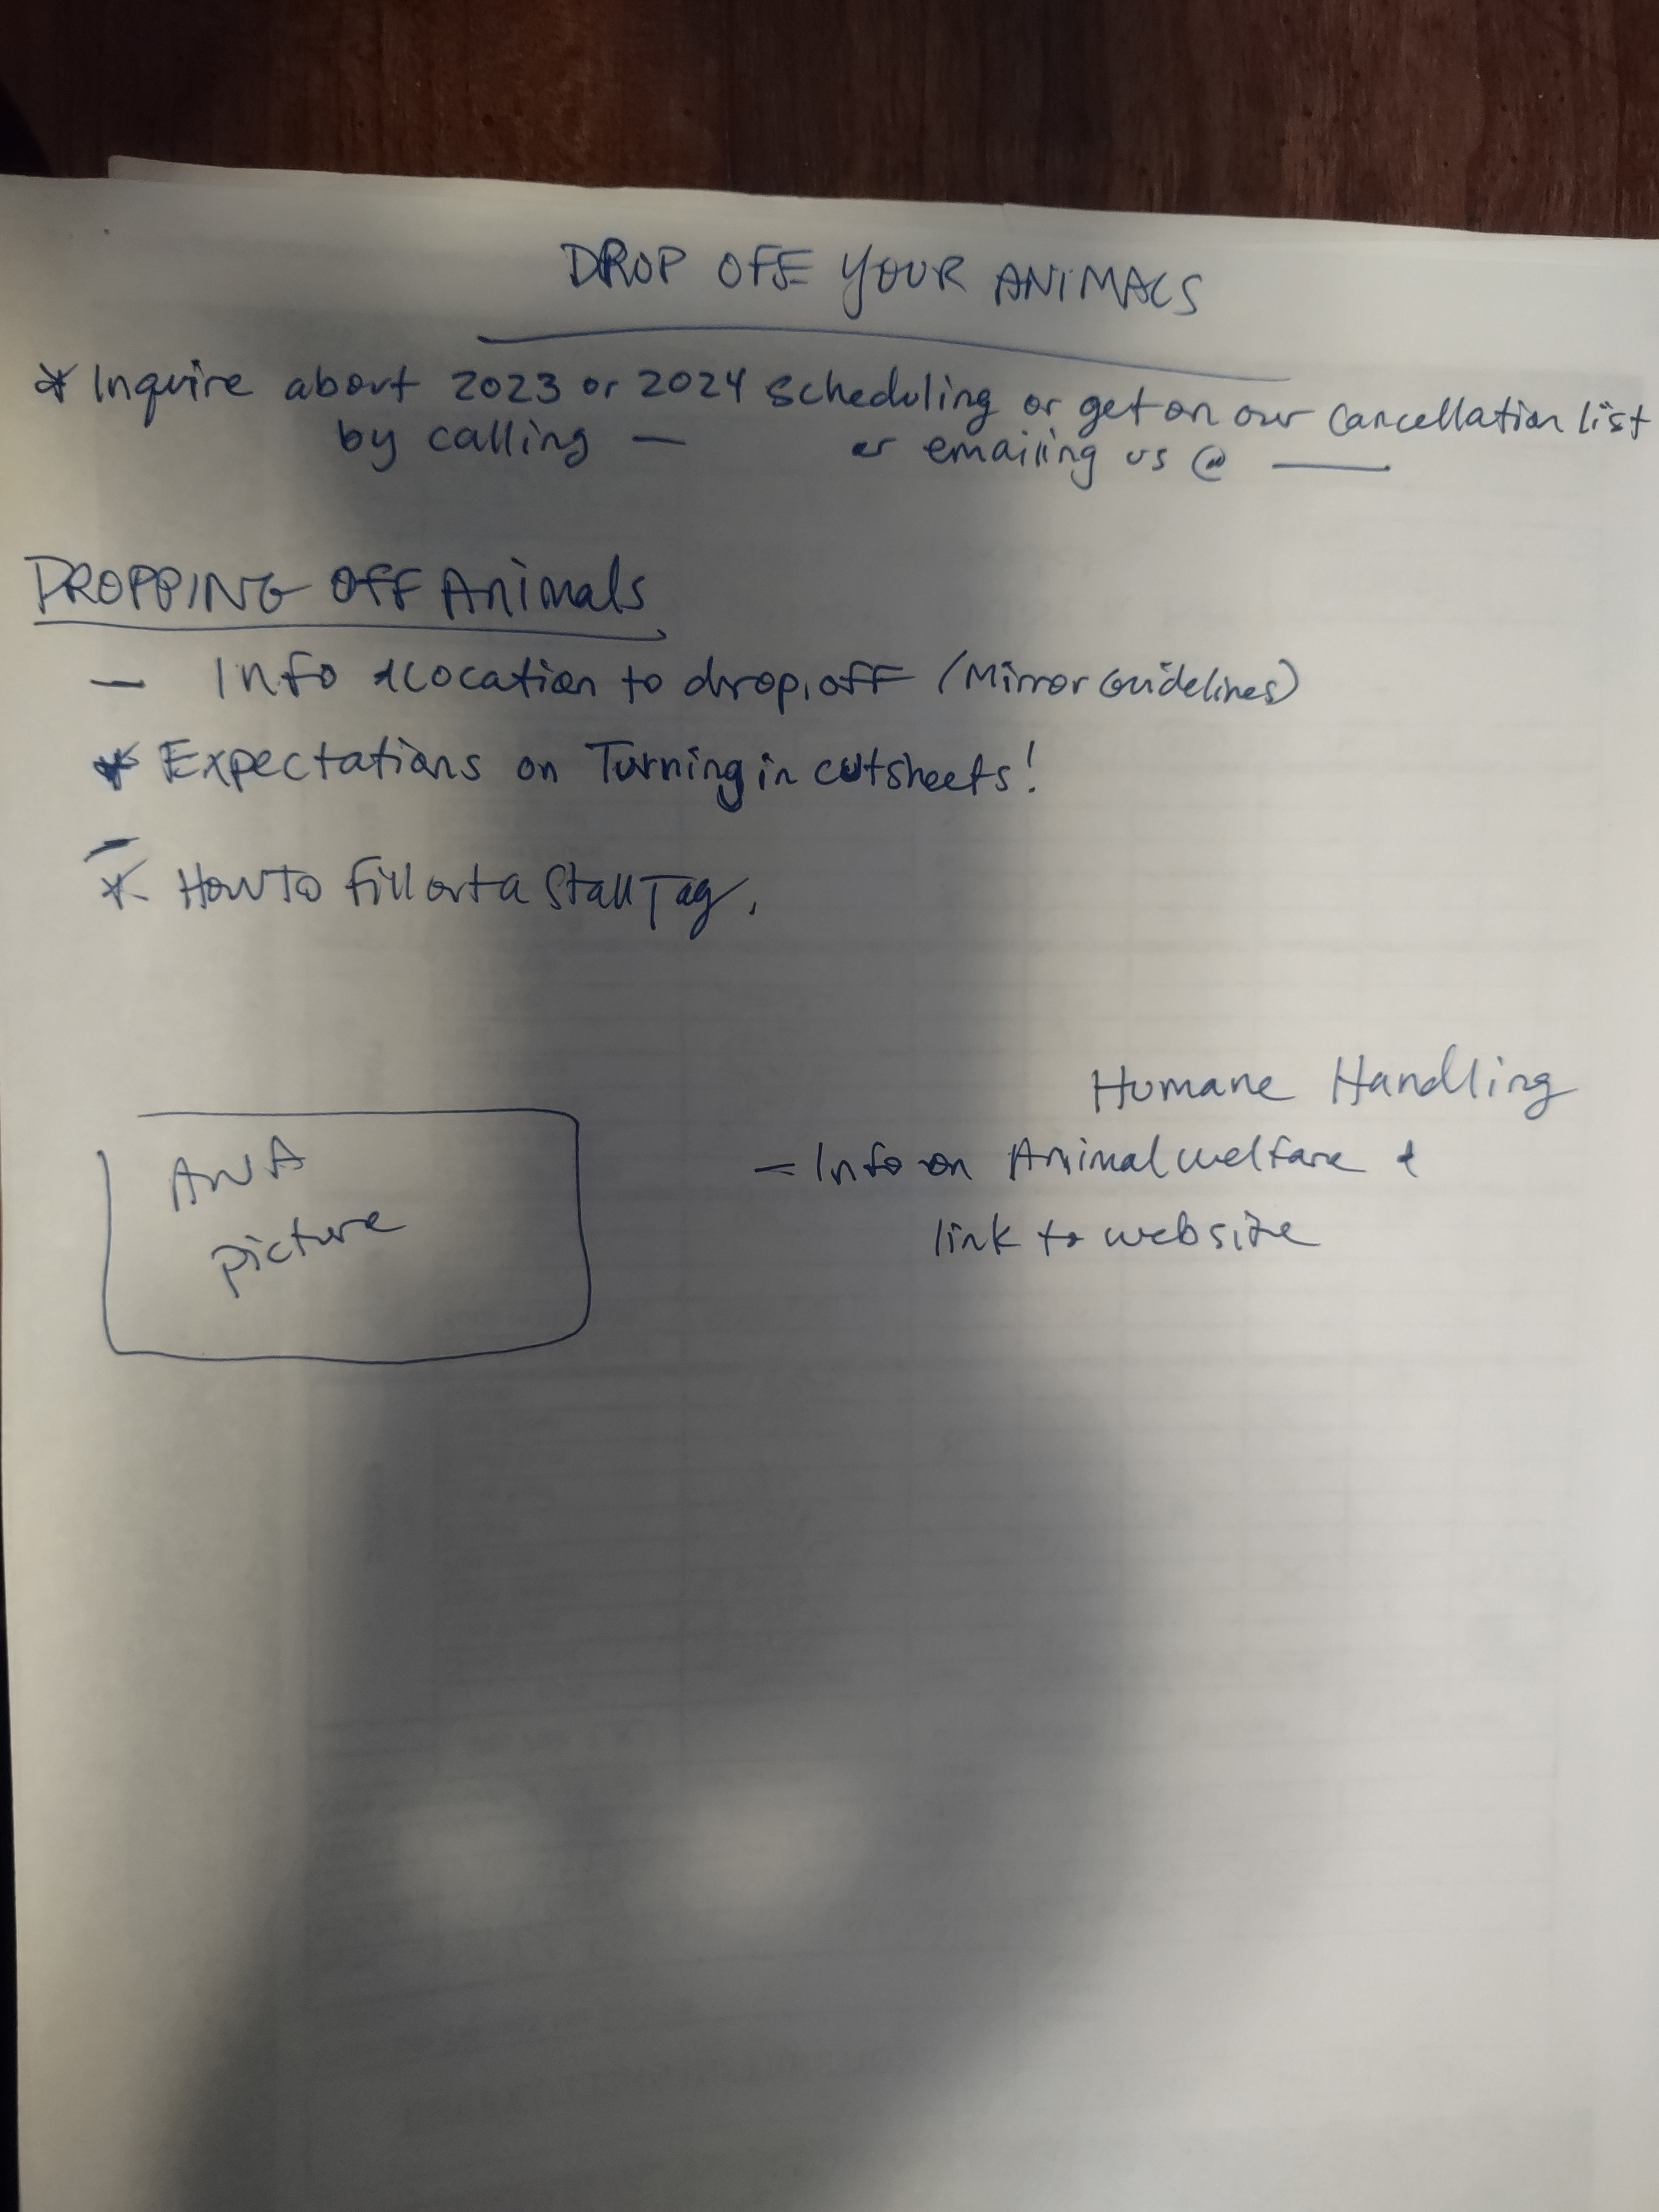 DROP OFF YOUR ANIMALS
* Inquire about 2023 or 2024 scheduling or get on our cancellation list
by calling — or emailing us @ ——
DROPPING OFF Animals
— Info & Location to drop off (Mirror Guidelines)
* Expectations on Turning in cutsheets!
* How To fill out a Stall Tag.
Humane Handling
- Info on Animal welfare &
link to website
AWA
picture